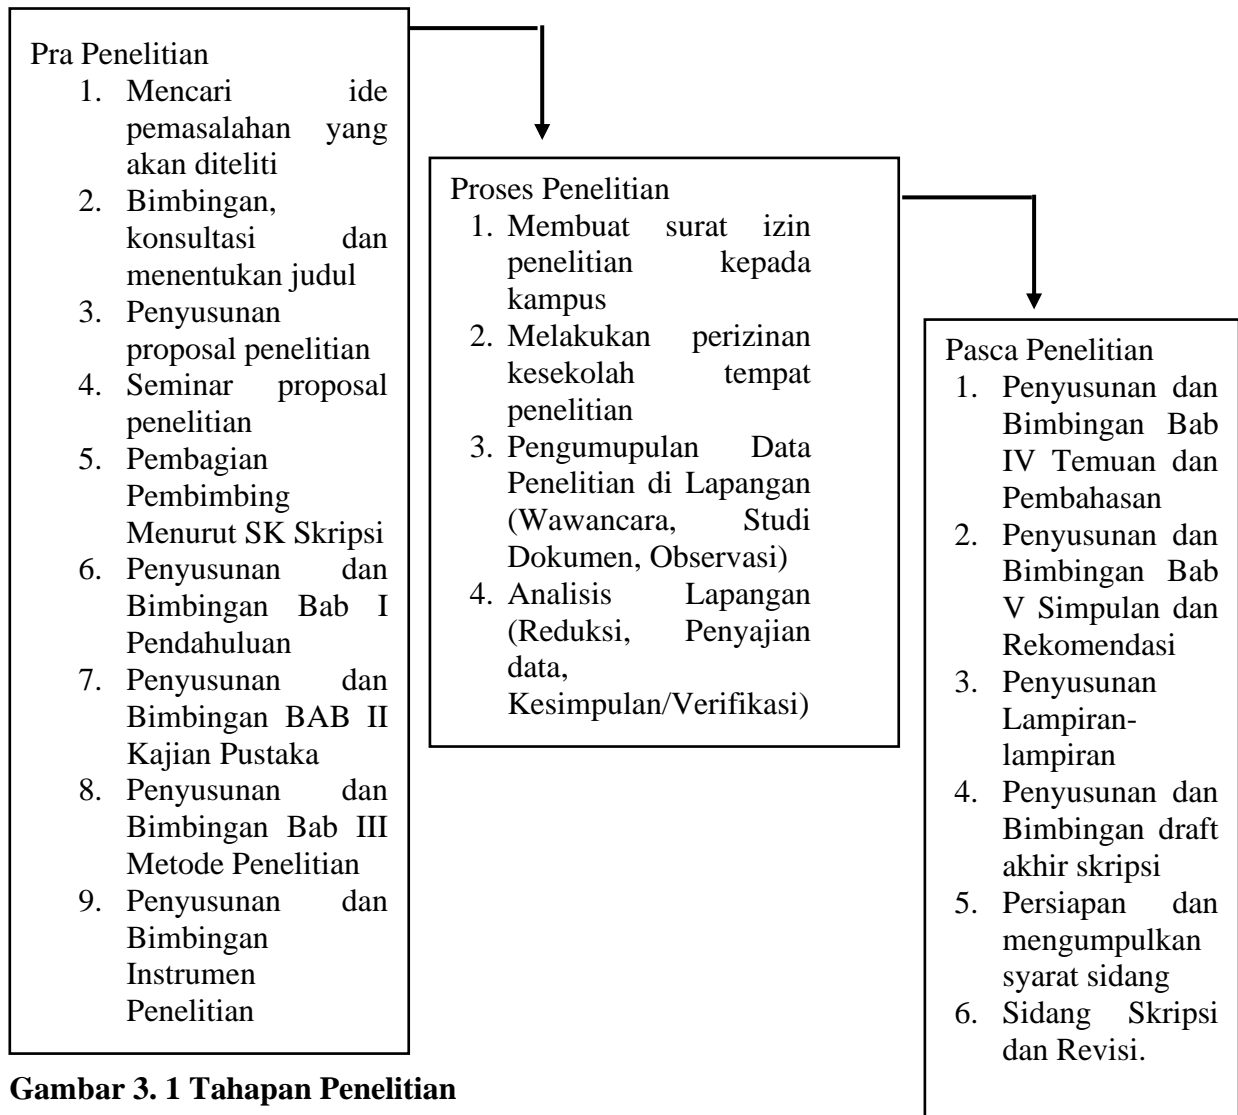 Pra Penelitian
1. Mencari ide
pemasalahan yang
akan diteliti
2. Bimbingan,
konsultasi dan
menentukan judul
3. Penyusunan
proposal penelitian
4. Seminar proposal
penelitian
5. Pembagian
Pembimbing
Menurut SK Skripsi
6. Penyusunan dan
Bimbingan Bab I
Pendahuluan
7. Penyusunan dan
Bimbingan BAB II
Kajian Pustaka
8. Penyusunan dan
Bimbingan Bab III
Metode Penelitian
9. Penyusunan dan
Bimbingan
Instrumen
Penelitian
Proses Penelitian
1. Membuat surat izin
penelitian kepada
kampus
2. Melakukan perizinan
kesekolah tempat
penelitian
3. Pengumupulan Data
Penelitian di Lapangan
(Wawancara, Studi
Dokumen, Observasi)
4. Analisis Lapangan
(Reduksi, Penyajian
data,
Kesimpulan/Verifikasi)
Pasca Penelitian
1. Penyusunan dan
Bimbingan Bab
IV Temuan dan
Pembahasan
2. Penyusunan dan
Bimbingan Bab
V Simpulan dan
Rekomendasi
3. Penyusunan
Lampiran-
lampiran
4. Penyusunan dan
Bimbingan draft
akhir skripsi
5. Persiapan dan
mengumpulkan
syarat sidang
6. Sidang Skripsi
dan Revisi.
Gambar 3. 1 Tahapan Penelitian